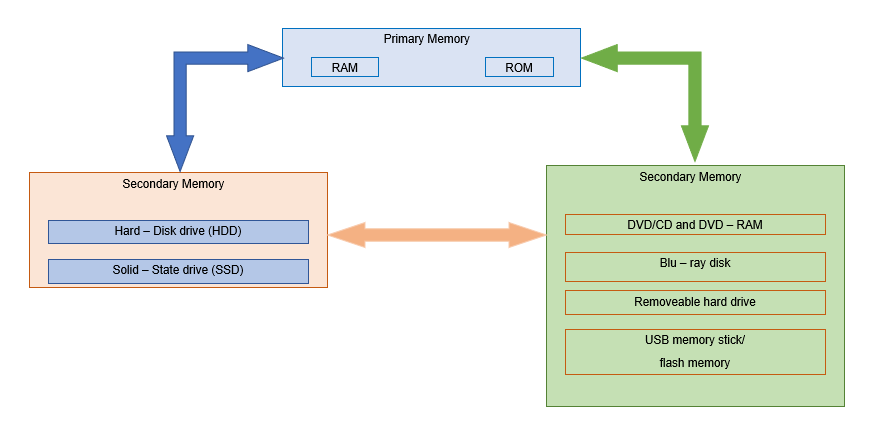 Primary Memory
RAM
ROM
Secondary Memory
Hard – Disk drive (HDD)
Solid – State drive (SSD)
Secondary Memory
DVD/CD and DVD – RAM
Blu – ray disk
Removeable hard drive
USB memory stick/
flash memory